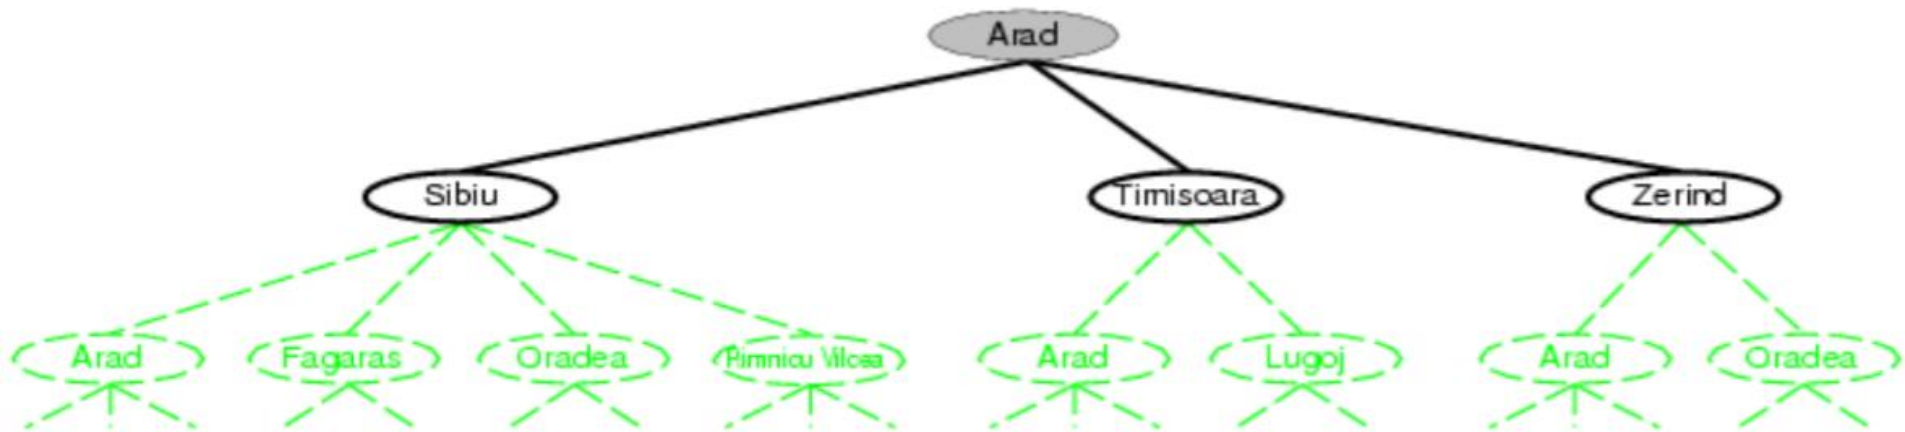 Arad
Sibiu
Timisoara
Zerind
Arad
Fagaras
Oradea
Rimnicu Vilcea
Arad
Lugoj
Arad
Oradea